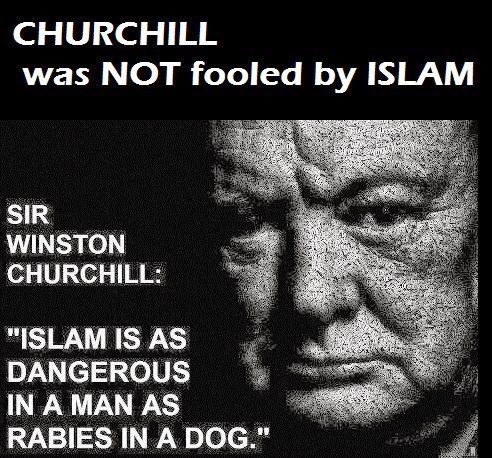 CHURCHILL
was NOT fooled by ISLAM
SIR
WINSTON
CHURCHILL:
"ISLAM IS AS
DANGEROUS
IN A MAN AS
RABIES IN A DOG."